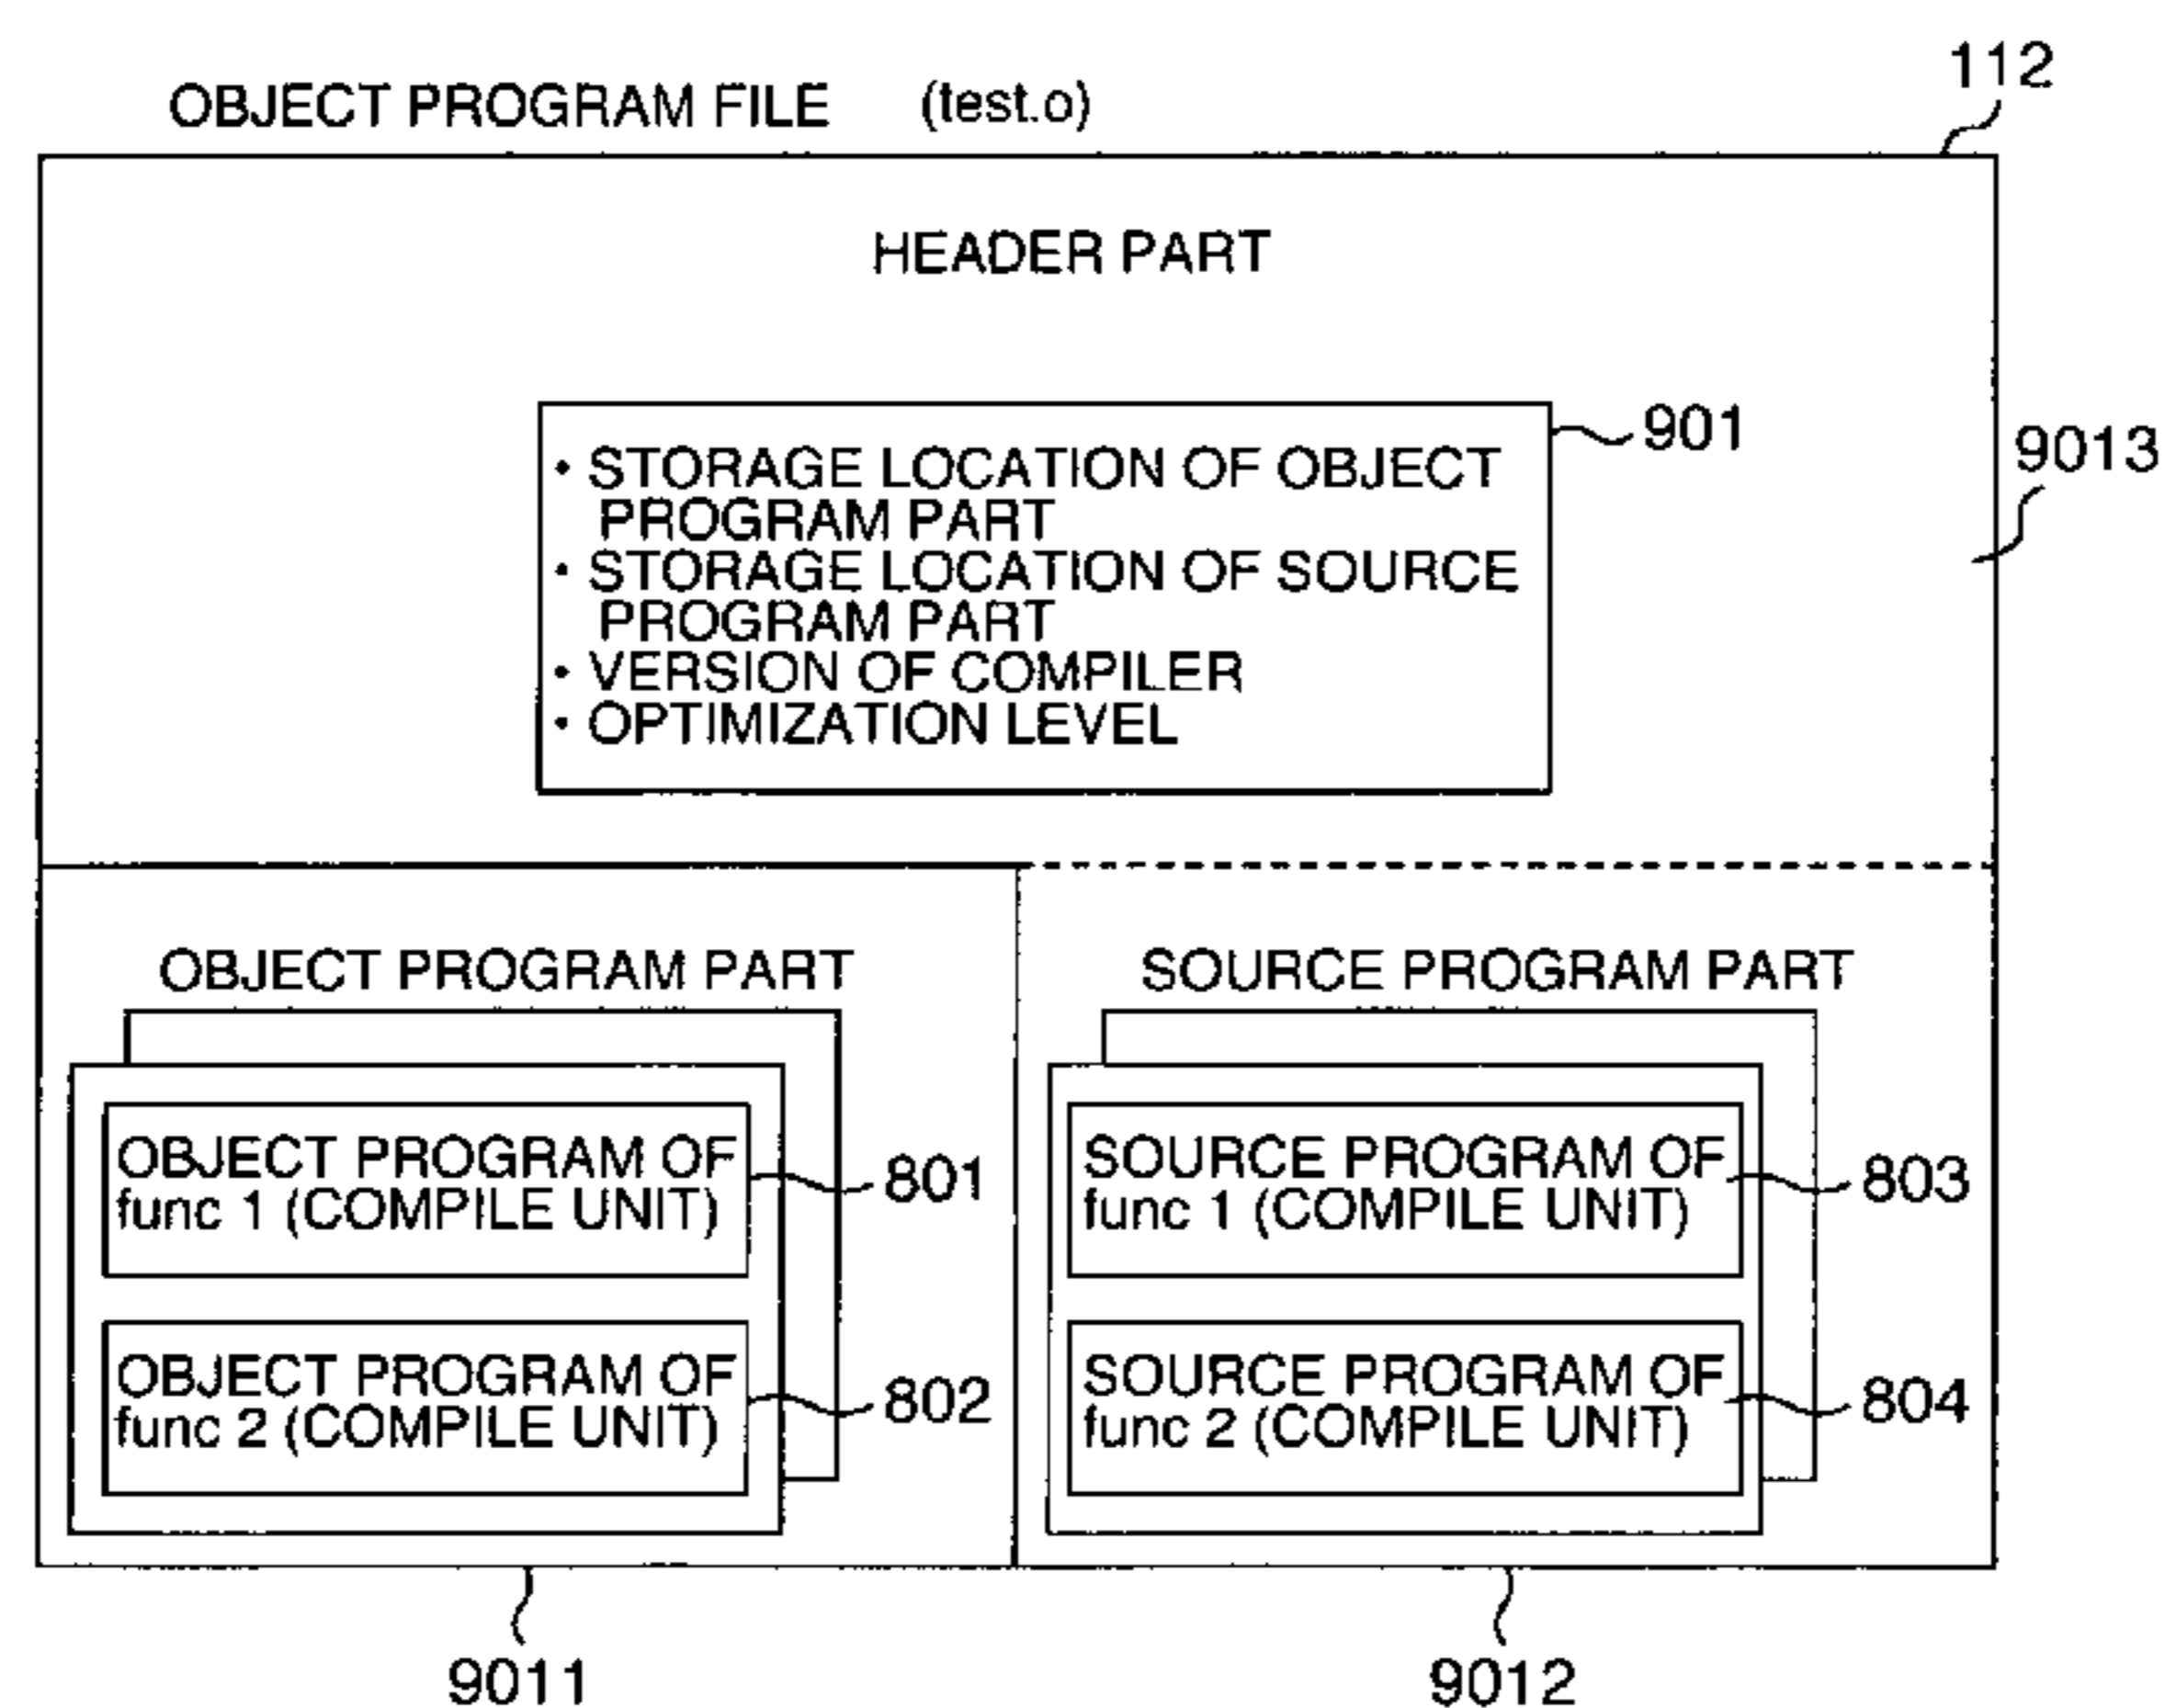 112
OBJECT PROGRAM FILE (test.o)
HEADER PART
901
9013
• STORAGE LOCATION OF OBJECT
PROGRAM PART
• STORAGE LOCATION OF SOURCE
PROGRAM PART
• VERSION OF COMPILER
• OPTIMIZATION LEVEL
OBJECT PROGRAM PART
OBJECT PROGRAM OF
func 1 (COMPILE UNIT)
801
OBJECT PROGRAM OF
func 2 (COMPILE UNIT)
802
SOURCE PROGRAM PART
SOURCE PROGRAM OF
func 1 (COMPILE UNIT)
803
SOURCE PROGRAM OF
func 2 (COMPILE UNIT)
804
9011
9012